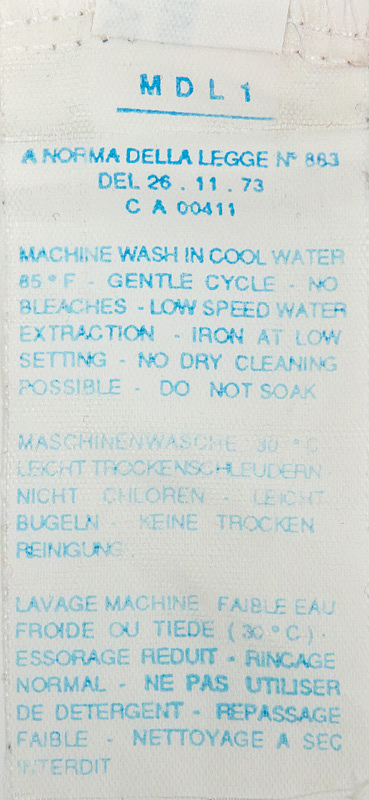 MDL1
A NORMA DELLA LEGGE Nº 883
DEL 26 . 11 . 73
C A 00411
MACHINE WASH IN COOL WATER
85 ° F - GENTLE CYCLE - NO
BLEACHES - LOW SPEED WATER
EXTRACTION - IRON AT LOW
SETTING - NO DRY CLEANING
POSSIBLE - DO NOT SOAK
MASCHINENWASCHE 30 ° C
LEICHT TROCKENSCHLEUDERN
NICHT CHLOREN - LEICHT
BUGELN - KEINE TROCKEN
REINIGUNG
LAVAGE MACHINE FAIBLE EAU
FROIDE OU TIEDE ( 30 ° C ) -
ESSORAGE REDUIT - RINCAGE
NORMAL - NE PAS UTILISER
DE DETERGENT - REPASSAGE
FAIBLE - NETTOYAGE A SEC
INTERDIT